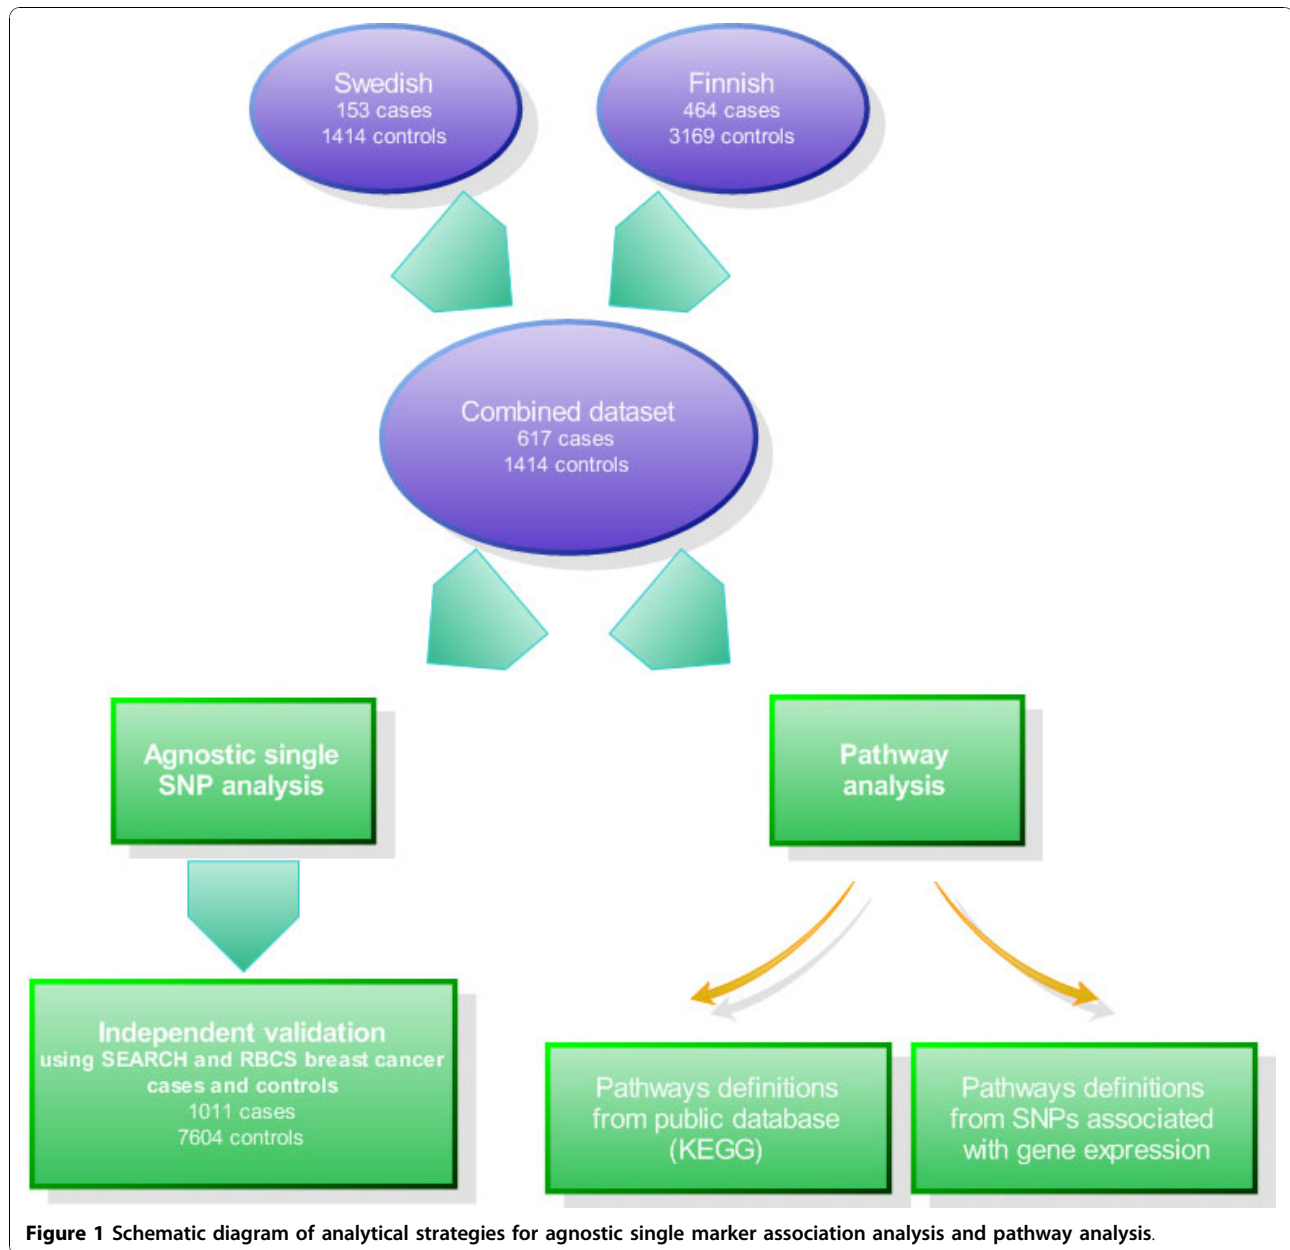 Swedish
153 cases
1414 controls
Finnish
464 cases
3169 controls
Combined dataset
617 cases
1414 controls
Agnostic single
SNP analysis
Pathway
analysis
Independent validation
using SEARCH and RBCS breast cancer
cases and controls
1011 cases
7604 controls
Pathways definitions
from public database
(KEGG)
Pathways definitions
from SNPs associated
with gene expression
Figure 1 Schematic diagram of analytical strategies for agnostic single marker association analysis and pathway analysis.